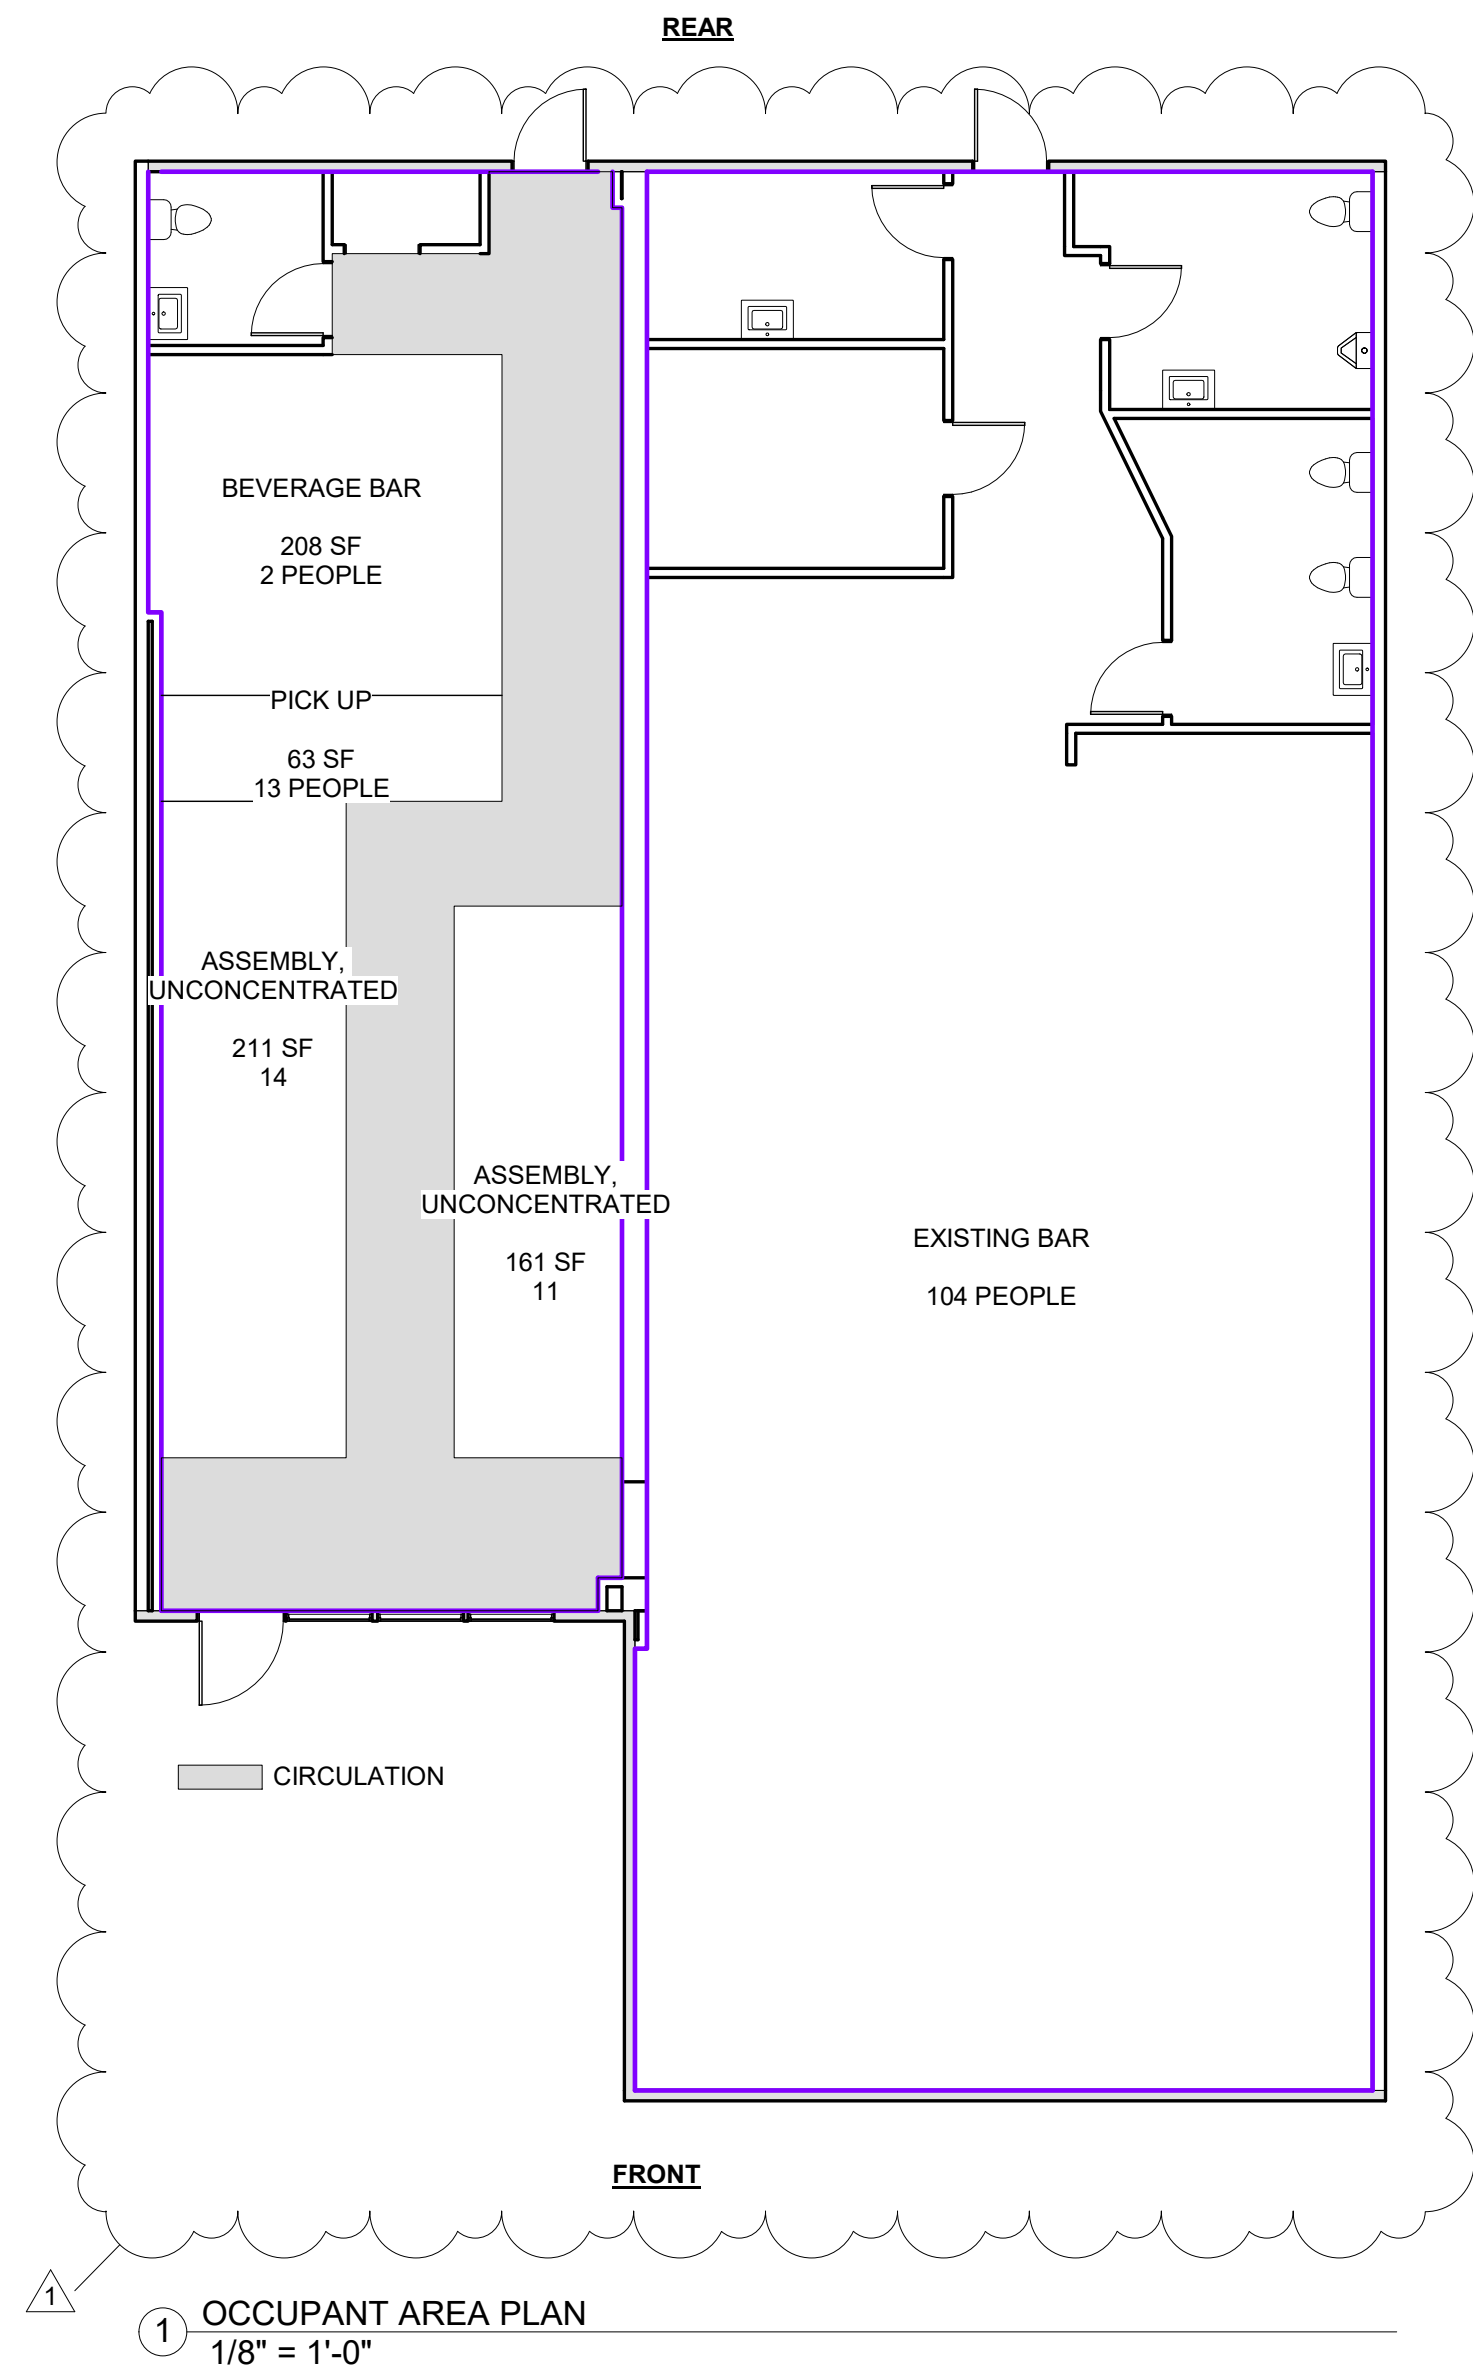 REAR
BEVERAGE BAR
208 SF
2 PEOPLE
PICK UP
63 SF
13 PEOPLE
ASSEMBLY,
UNCONCENTRATED
211 SF
14
ASSEMBLY,
UNCONCENTRATED
161 SF
11
EXISTING BAR
104 PEOPLE
CIRCULATION
FRONT
1
1
OCCUPANT AREA PLAN
1/8" = 1'-0"